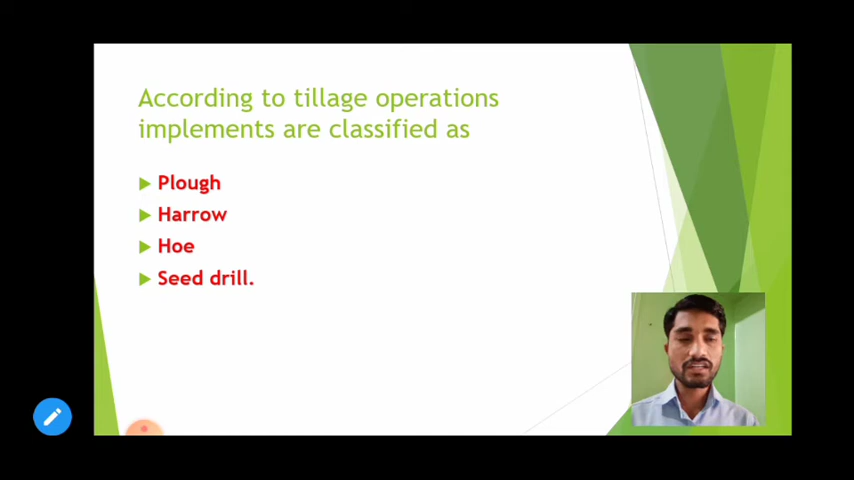 According to tillage operations
implements are classified as
Plough
Harrow
Hoe
Seed drill.